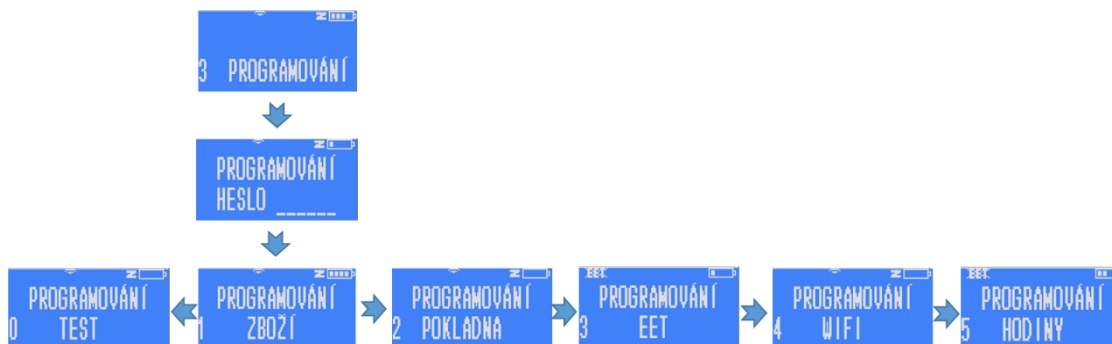 N
3 PROGRAMOVÁNÍ
N
PROGRAMOVÁNÍ
HESLO ______
N
PROGRAMOVÁNÍ
0 TEST
N
PROGRAMOVÁNÍ
1 ZBOŽÍ
N
PROGRAMOVÁNÍ
2 POKLADNA
EET
PROGRAMOVÁNÍ
3 EET
N
PROGRAMOVÁNÍ
4 WIFI
EET
PROGRAMOVÁNÍ
5 HODINY